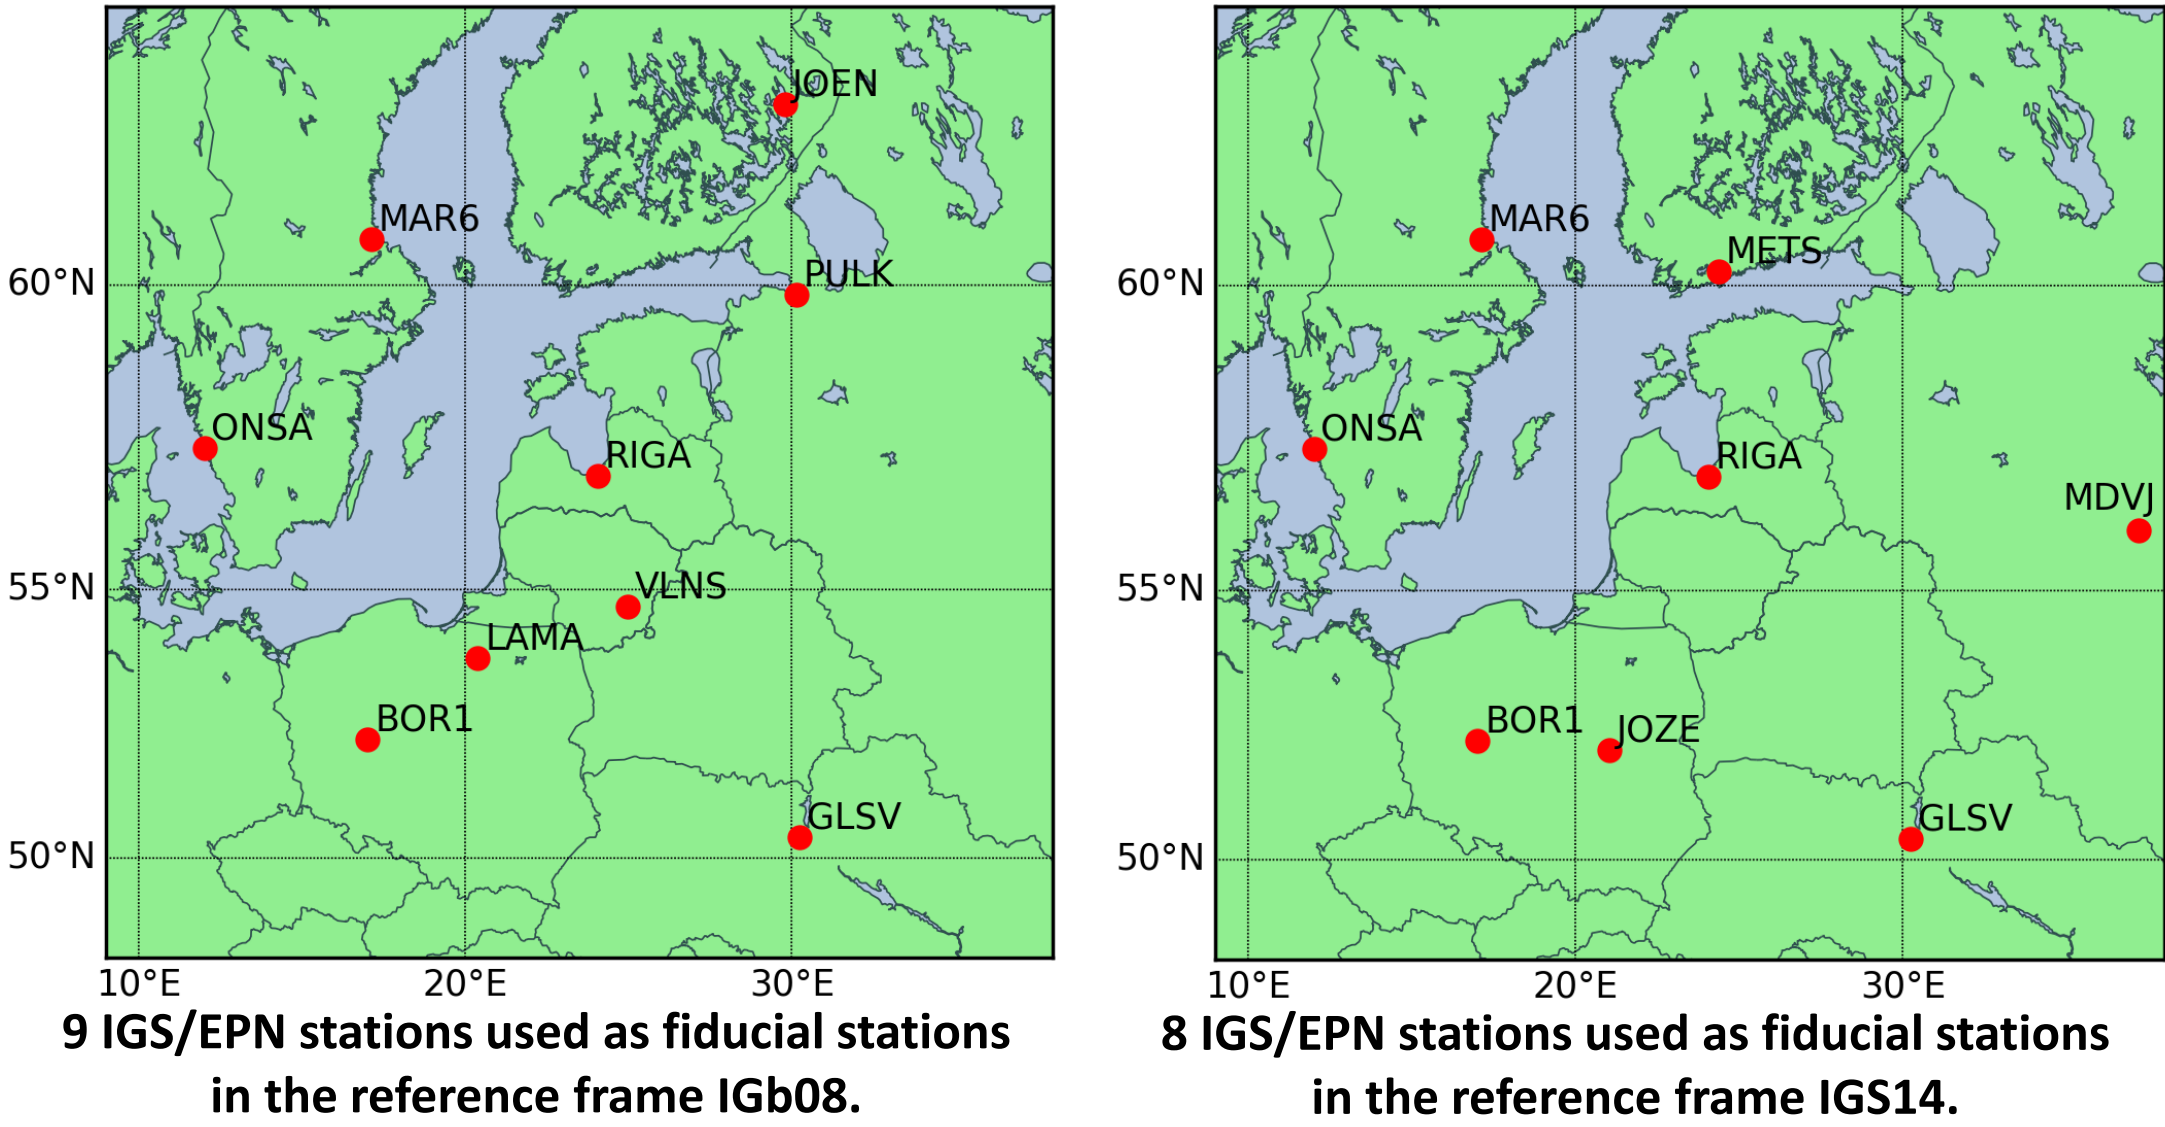 JOEN
MAR6
PULK
60°N
ONSA
RIGA
VLNS
55°N
LAMA
BOR1
GLSV
50°N
10°E 20°E 30°E
9 IGS/EPN stations used as fiducial stations
in the reference frame IGb08.
MAR6
METS
60°N
ONSA
RIGA
MDVJ
55°N
BOR1
JOZE
GLSV
50°N
10°E 20°E 30°E
8 IGS/EPN stations used as fiducial stations
in the reference frame IGS14.